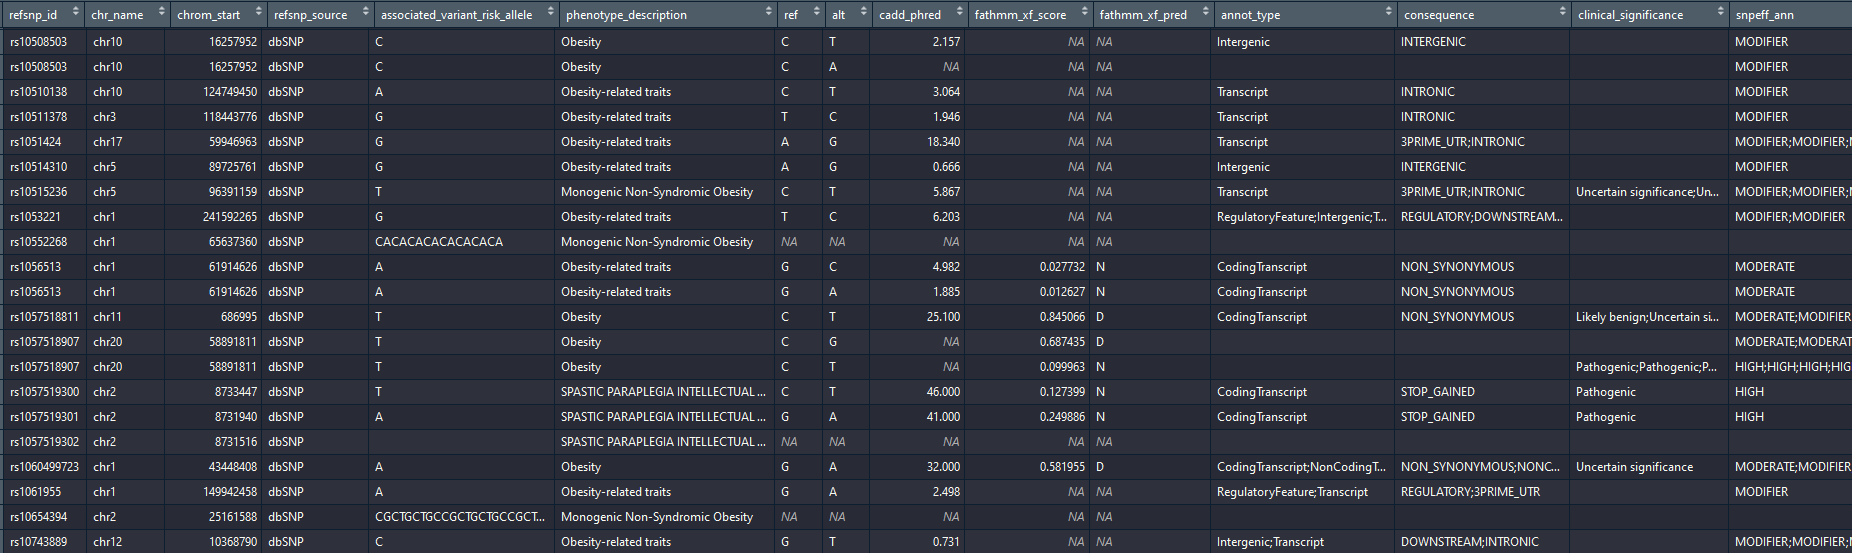 refsnp_id chr_name chrom_start refsnp_source associated_variant_risk_allele phenotype_description ref alt cadd_phred fathmm_xf_score fathmm_xf_pred annot_type consequence clinical_significance snpeff_ann
rs10508503 chr10 16257952 dbSNP C Obesity C T 2.157 NA NA Intergenic INTERGENIC MODIFIER
rs10508503 chr10 16257952 dbSNP C Obesity C A NA NA NA MODIFIER
rs10510138 chr10 124749450 dbSNP A Obesity-related traits C T 3.064 NA NA Transcript INTRONIC MODIFIER
rs10511378 chr3 118443776 dbSNP G Obesity-related traits T C 1.946 NA NA Transcript INTRONIC MODIFIER
rs1051424 chr17 59946963 dbSNP G Obesity-related traits A G 18.340 NA NA Transcript 3PRIME_UTR;INTRONIC MODIFIER;MODIFIER;M
rs10514310 chr5 89725761 dbSNP G Obesity-related traits A G 0.666 NA NA Intergenic INTERGENIC MODIFIER
rs10515236 chr5 96391159 dbSNP T Monogenic Non-Syndromic Obesity C T 5.867 NA NA Transcript 3PRIME_UTR;INTRONIC Uncertain significance;Un... MODIFIER;MODIFIER;M
rs1053221 chr1 241592265 dbSNP G Obesity-related traits T C 6.203 NA NA RegulatoryFeature;Intergenic;T... REGULATORY;DOWNSTREAM... MODIFIER;MODIFIER
rs10552268 chr1 65637360 dbSNP CACACACACACACACA Monogenic Non-Syndromic Obesity NA NA NA NA NA
rs1056513 chr1 61914626 dbSNP A Obesity-related traits G C 4.982 0.027732 N CodingTranscript NON_SYNONYMOUS MODERATE
rs1056513 chr1 61914626 dbSNP A Obesity-related traits G A 1.885 0.012627 N CodingTranscript NON_SYNONYMOUS MODERATE
rs1057518811 chr11 686995 dbSNP T Obesity C T 25.100 0.845066 D CodingTranscript NON_SYNONYMOUS Likely benign;Uncertain si... MODERATE;MODIFIER
rs1057518907 chr20 58891811 dbSNP T Obesity C G NA 0.687435 D MODERATE;MODERAT
rs1057518907 chr20 58891811 dbSNP T Obesity C T NA 0.099963 N Pathogenic;Pathogenic;P... HIGH;HIGH;HIGH;HIG
rs1057519300 chr2 8733447 dbSNP T SPASTIC PARAPLEGIA INTELLECTUAL ... C T 46.000 0.127399 N CodingTranscript STOP_GAINED Pathogenic HIGH
rs1057519301 chr2 8731940 dbSNP A SPASTIC PARAPLEGIA INTELLECTUAL ... G A 41.000 0.249886 N CodingTranscript STOP_GAINED Pathogenic HIGH
rs1057519302 chr2 8731516 dbSNP SPASTIC PARAPLEGIA INTELLECTUAL ... NA NA NA NA NA
rs1060499723 chr1 43448408 dbSNP A Obesity G A 32.000 0.581955 D CodingTranscript;NonCodingT... NON_SYNONYMOUS;NONC... Uncertain significance MODERATE;MODIFIER
rs1061955 chr1 149942458 dbSNP A Obesity-related traits G A 2.498 NA NA RegulatoryFeature;Transcript REGULATORY;3PRIME_UTR MODIFIER
rs10654394 chr2 25161588 dbSNP CGCTGCTGCCGCTGCTGCCGCT... Monogenic Non-Syndromic Obesity NA NA NA NA NA
rs10743889 chr12 10368790 dbSNP C Obesity-related traits G T 0.731 NA NA Intergenic;Transcript DOWNSTREAM;INTRONIC MODIFIER;MODIFIER;M